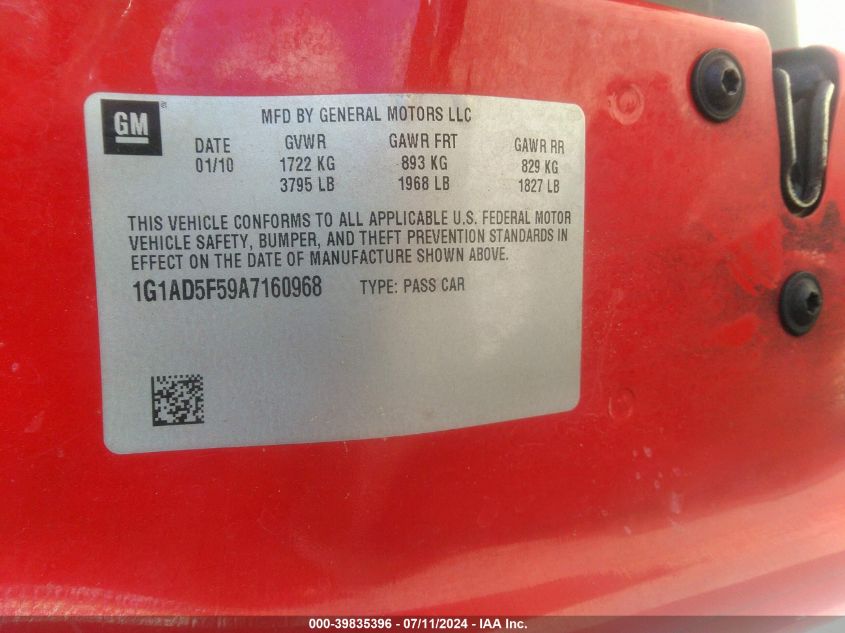 GM
MFD BY GENERAL MOTORS LLC
DATE GVWR GAWR FRT GAWR RR
01/10 1722 KG 893 KG 829 KG
3795 LB 1968 LB 1827 LB
THIS VEHICLE CONFORMS TO ALL APPLICABLE U.S. FEDERAL MOTOR
VEHICLE SAFETY, BUMPER, AND THEFT PREVENTION STANDARDS IN
EFFECT ON THE DATE OF MANUFACTURE SHOWN ABOVE.
1G1AD5F59A7160968 TYPE: PASS CAR
000-39835396 - 07/11/2024 - IAA Inc.